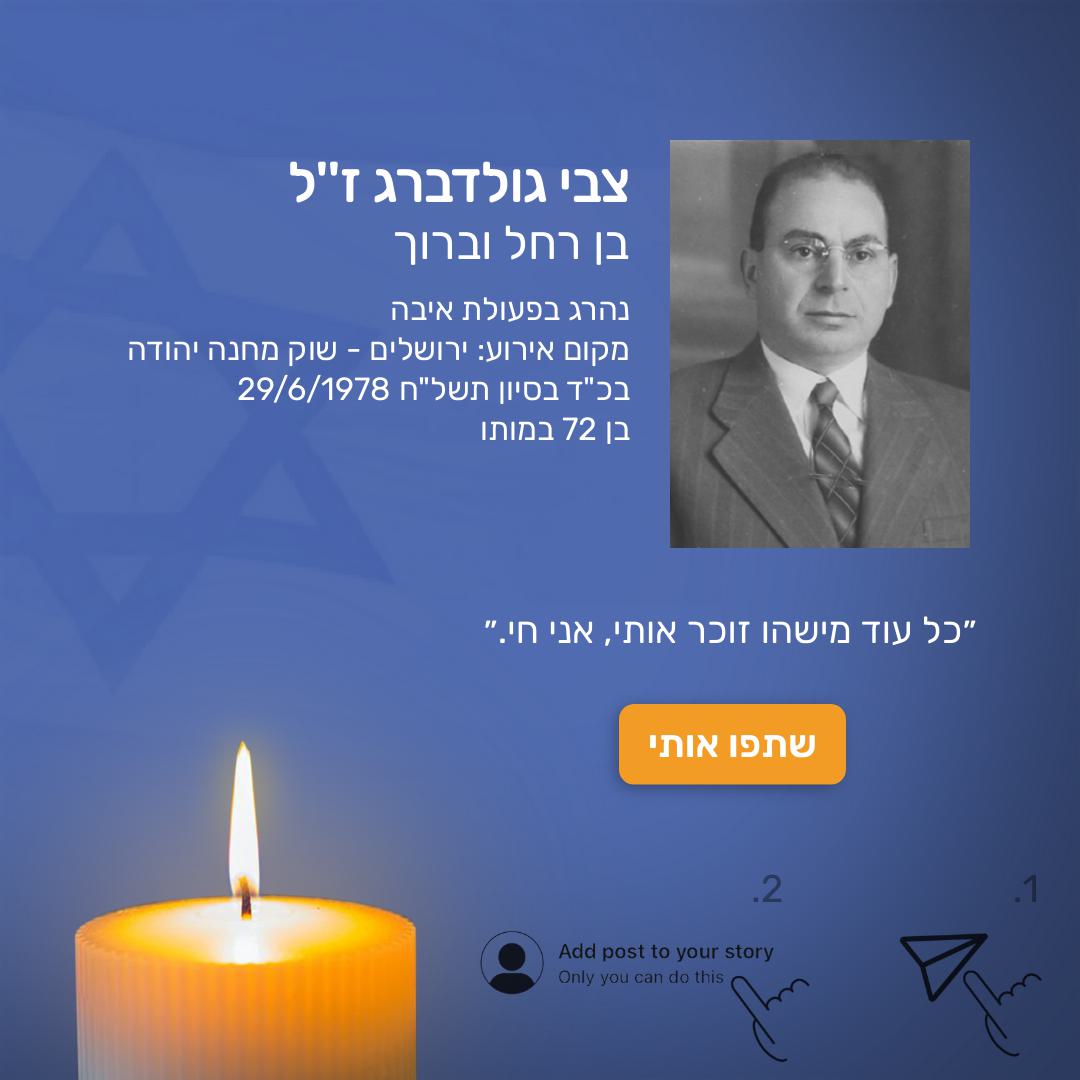 צבי גולדברג ז"ל
בן רחל וברוך
נהרג בפעולת איבה
מקום אירוע: ירושלים - שוק מחנה יהודה
בכ"ד בסיון תשל"ח 29/6/1978
בן 72 במותו
״כל עוד מישהו זוכר אותי, אני חי.״
שתפו אותי
1.
2.
Add post to your story
Only you can do this